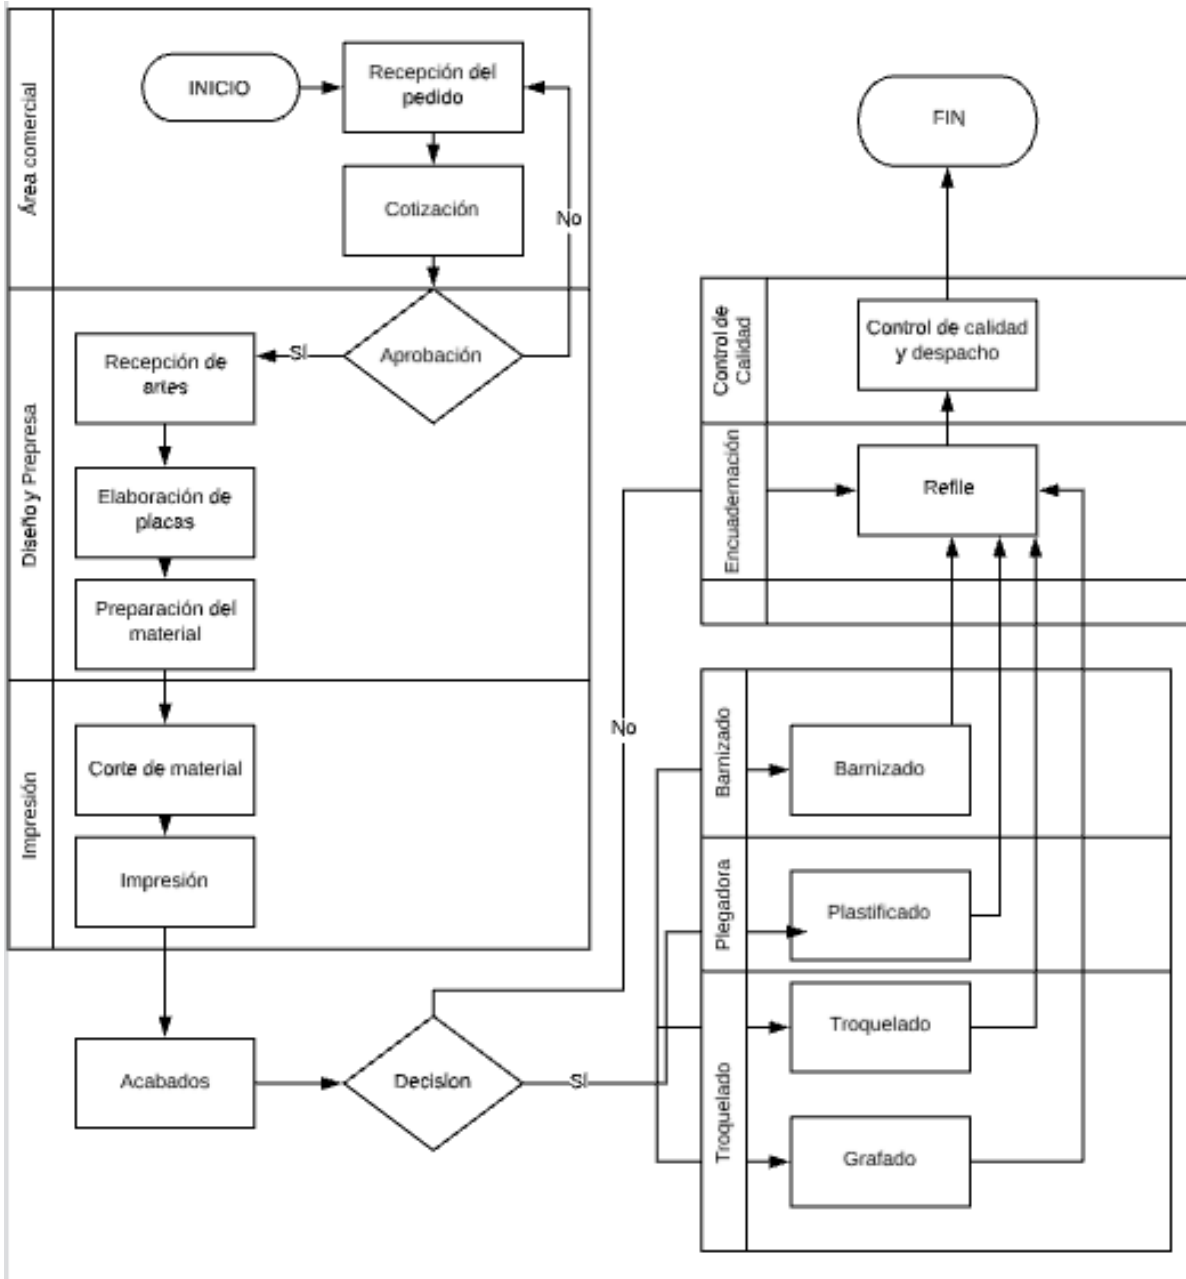 Área comercial
INICIO
Recepción del
pedido
Cotización
No
Diseño y Prepresa
Aprobación
Sí
Recepción de
artes
Elaboración de
placas
Preparación del
material
Impresión
Corte de material
Impresión
Acabados
Decision
Sí
No
FIN
Control de
Calidad
Control de calidad
y despacho
Encuadernación
Refile
Barnizado
Barnizado
Plegadora
Plastificado
Troquelado
Troquelado
Grafado